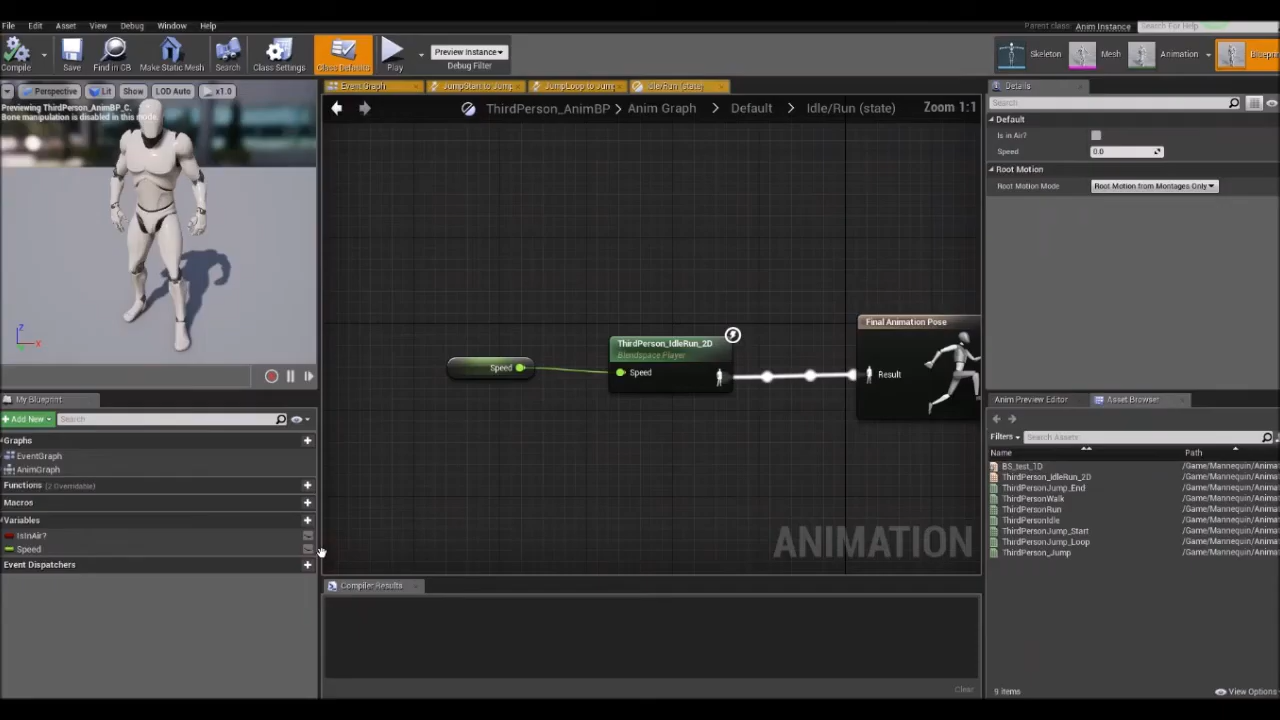 File Edit Asset View Debug Window Help
Parent class: Anim Instance Search For Help
Compile Save Find in CB Make Static Mesh Search Class Settings Class Defaults Play
Preview Instance
Debug Filter
Skeleton Mesh Animation
Event Graph JumpStart to Jump JumpLoop to Jump Idle/Run (state)
Details
Perspective Lit Show LOD Auto x1.0
Previewing ThirdPerson_AnimBP_C.
Bone manipulation is disabled in this mode.
ThirdPerson_AnimBP > Anim Graph > Default > Idle/Run (state)
Zoom 1:1
Search
Default
Is in Air?
Speed 0.0
Root Motion
Root Motion Mode Root Motion from Montages Only
Speed
ThirdPerson_IdleRun_2D
Blendspace Player
Speed
Final Animation Pose
Result
ANIMATION
Z
X
My Blueprint
Add New Search
Graphs
EventGraph
AnimGraph
Functions (2 Overridable)
Macros
Variables
IsInAir?
Speed
Event Dispatchers
Compiler Results
Clear
Anim Preview Editor Asset Browser
Filters Search Assets
Name Path
BS_test_1D /Game/Mannequin/Anima
ThirdPerson_IdleRun_2D /Game/Mannequin/Anima
ThirdPersonJump_End /Game/Mannequin/Anima
ThirdPersonWalk /Game/Mannequin/Anima
ThirdPersonRun /Game/Mannequin/Anima
ThirdPersonIdle /Game/Mannequin/Anima
ThirdPersonJump_Start /Game/Mannequin/Anima
ThirdPersonJump_Loop /Game/Mannequin/Anima
ThirdPerson_Jump /Game/Mannequin/Anima
9 items
View Options